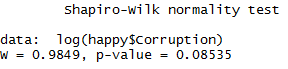 Shapiro-Wilk normality test
data:  log(happy$Corruption)
W = 0.9849, p-value = 0.08535